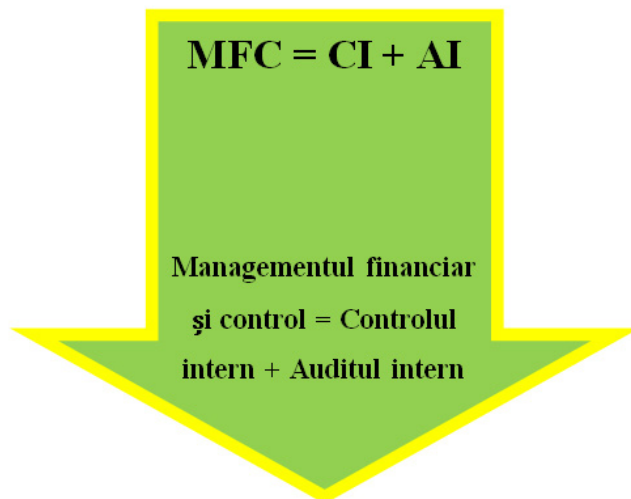 MFC = CI + AI
Managementul financiar
şi control = Controlul
intern + Auditul intern